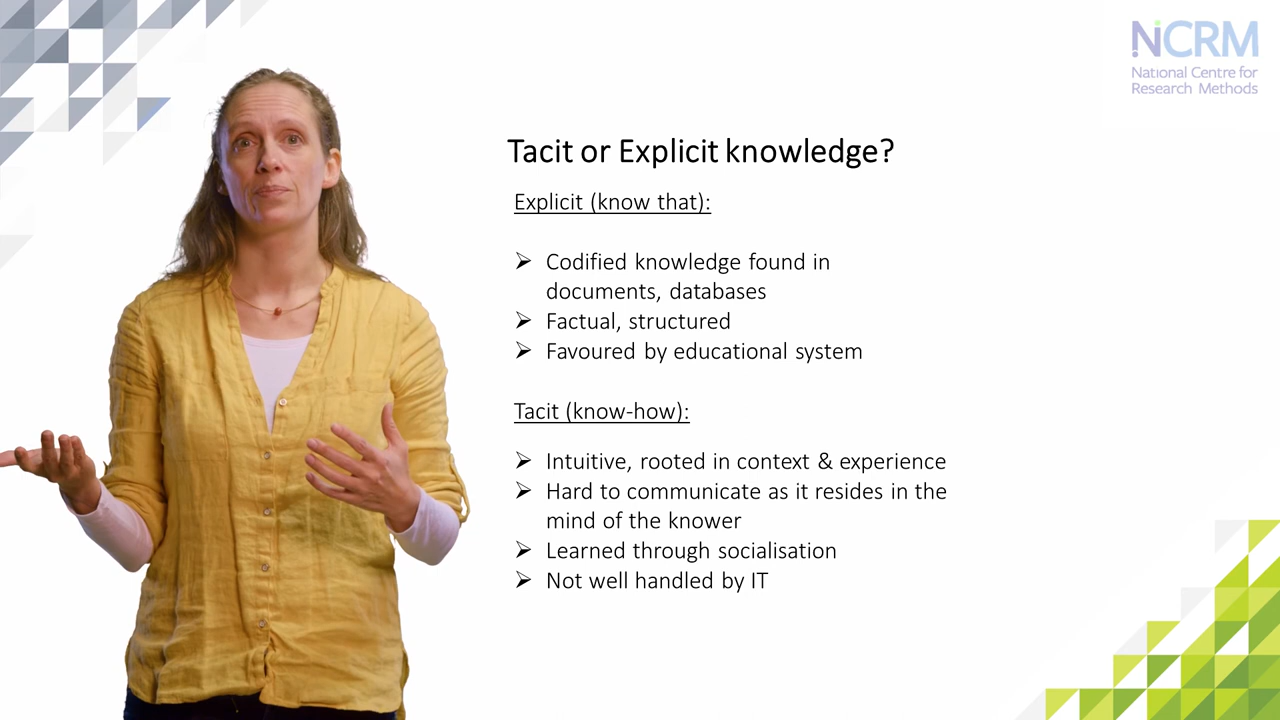 NCRM
National Centre for
Research Methods
Tacit or Explicit knowledge?
Explicit (know that):
➢ Codified knowledge found in
documents, databases
➢ Factual, structured
➢ Favoured by educational system
Tacit (know-how):
➢ Intuitive, rooted in context & experience
➢ Hard to communicate as it resides in the
mind of the knower
➢ Learned through socialisation
➢ Not well handled by IT